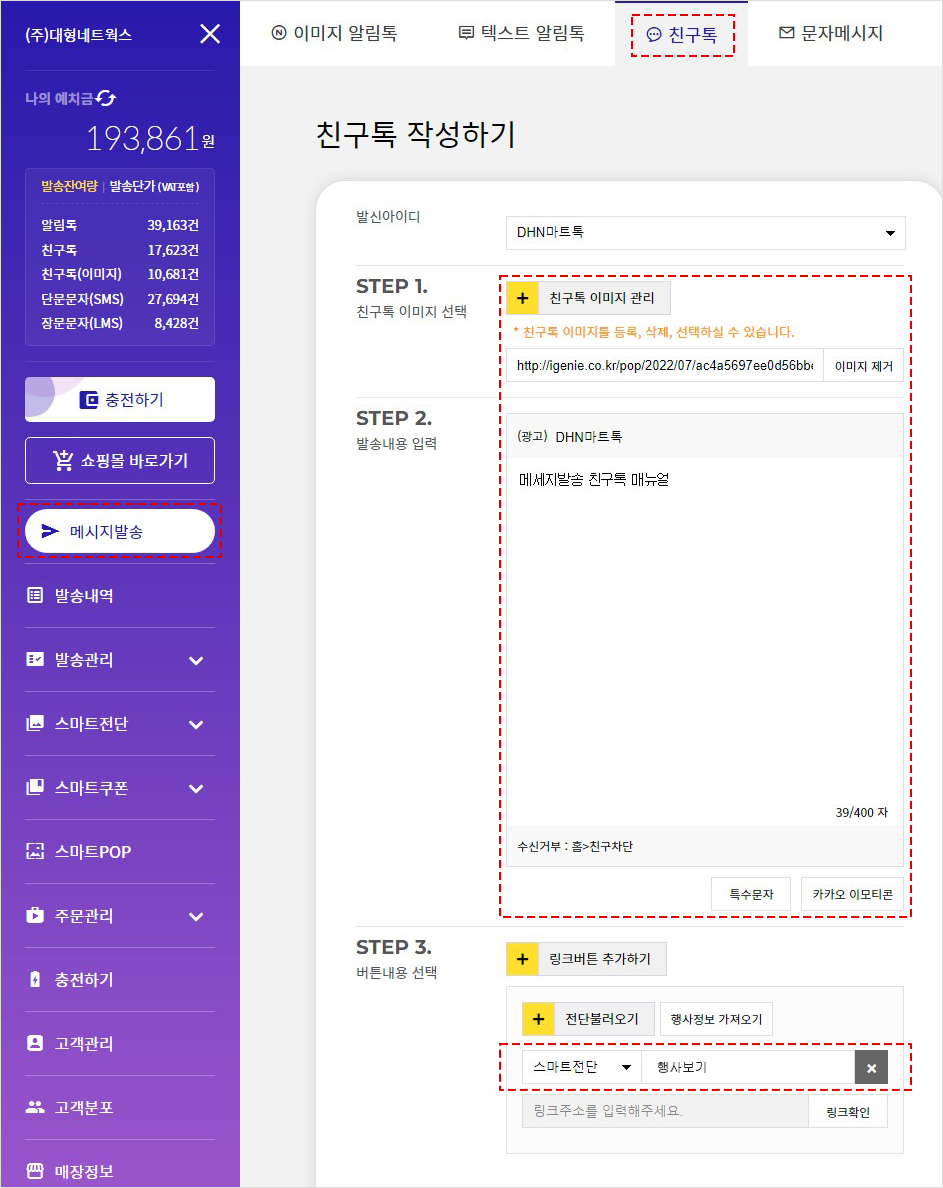 (주)대형네트웍스
나의 예치금
193,861원
발송잔여량 | 발송단가 (VAT포함)
알림톡 39,163건
친구톡 17,623건
친구톡(이미지) 10,681건
단문문자(SMS) 27,694건
장문문자(LMS) 8,428건
충전하기
쇼핑몰 바로가기
메시지발송
발송내역
발송관리
스마트전단
스마트쿠폰
스마트POP
주문관리
충전하기
고객관리
고객분포
매장정보
이미지 알림톡 텍스트 알림톡 친구톡 문자메시지
친구톡 작성하기
발신아이디 DHN마트톡
STEP 1.
친구톡 이미지 선택
+ 친구톡 이미지 관리
* 친구톡 이미지를 등록, 삭제, 선택하실 수 있습니다.
http://igenie.co.kr/pop/2022/07/ac4a5697ee0d56bbe 이미지 제거
STEP 2.
발송내용 입력
(광고) DHN마트톡
메세지발송 친구톡 매뉴얼
39/400 자
수신거부 : 홈>친구차단
특수문자 카카오 이모티콘
STEP 3.
버튼내용 선택
+ 링크버튼 추가하기
+ 전단불러오기 행사정보 가져오기
스마트전단 행사보기 ×
링크주소를 입력해주세요. 링크확인